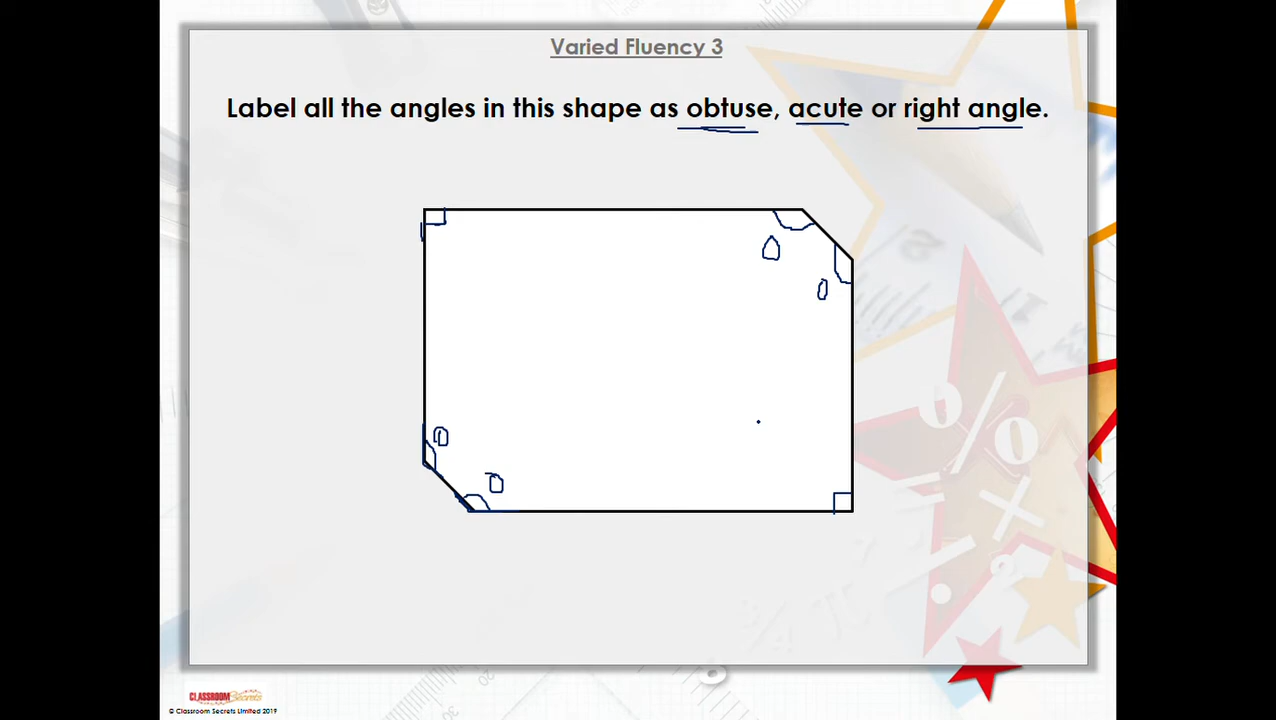 Varied Fluency 3
Label all the angles in this shape as obtuse, acute or right angle.
O
O
O
O
CLASSROOM Secrets
© Classroom Secrets Limited 2019